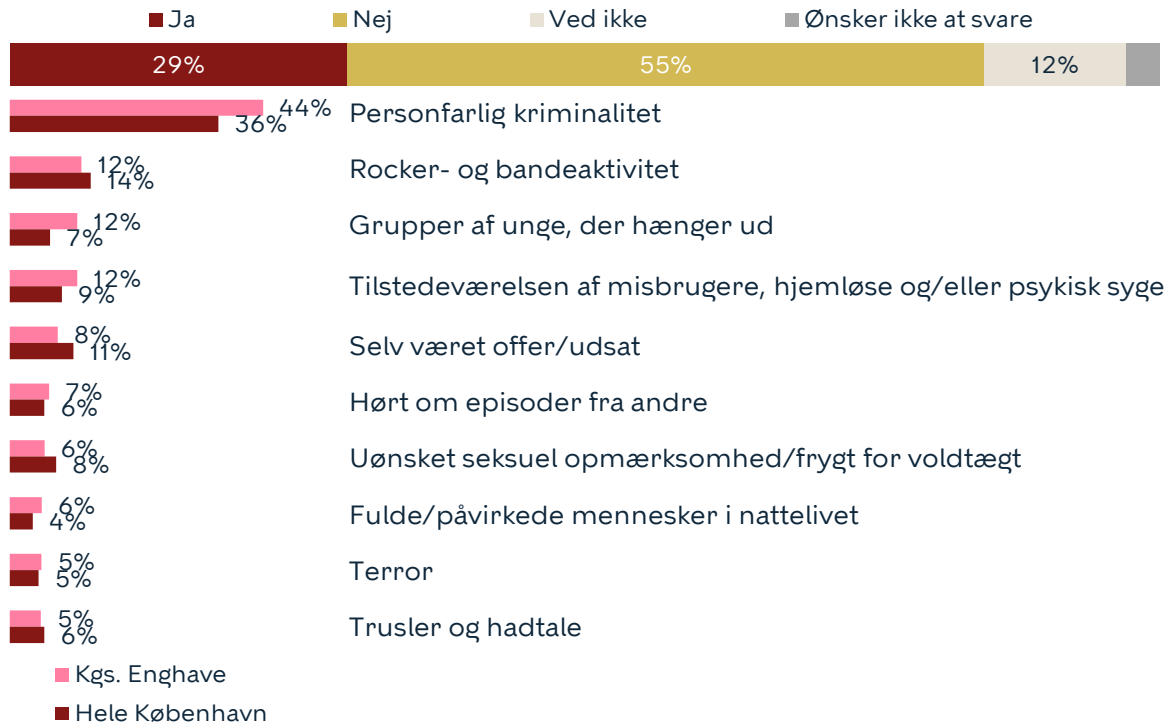 Ja Nej Ved ikke Ønsker ikke at svare
29% 55% 12%
44% Personfarlig kriminalitet
36%
12% Rocker- og bandeaktivitet
14%
12% Grupper af unge, der hænger ud
7%
12% Tilstedeværelsen af misbrugere, hjemløse og/eller psykisk syge
9%
8% Selv været offer/udsat
11%
7% Hørt om episoder fra andre
6%
6% Uønsket seksuel opmærksomhed/frygt for voldtægt
8%
6% Fulde/påvirkede mennesker i nattelivet
4%
5% Terror
5%
5% Trusler og hadtale
6%
Kgs. Enghave
Hele København